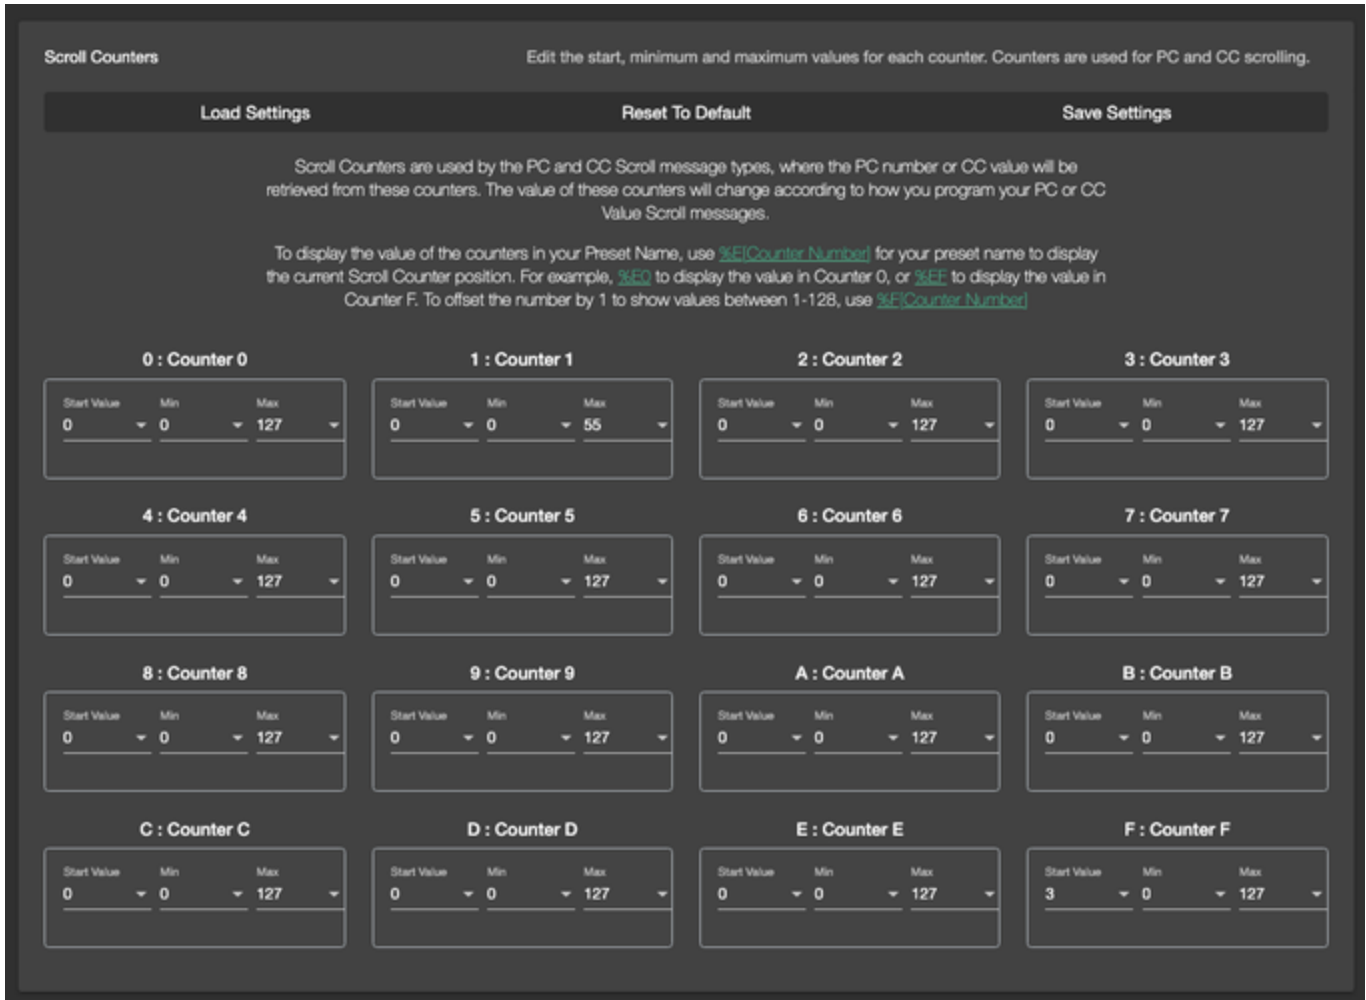 Scroll Counters Edit the start, minimum and maximum values for each counter. Counters are used for PC and CC scrolling.
Load Settings Reset To Default Save Settings
Scroll Counters are used by the PC and CC Scroll message types, where the PC number or CC value will be
retrieved from these counters. The value of these counters will change according to how you program your PC or CC
Value Scroll messages.
To display the value of the counters in your Preset Name, use %E[Counter Number] for your preset name to display
the current Scroll Counter position. For example, %E0 to display the value in Counter 0, or %EF to display the value in
Counter F. To offset the number by 1 to show values between 1-128, use %F[Counter Number]
0 : Counter 0 1 : Counter 1 2 : Counter 2 3 : Counter 3
Start Value Min Max Start Value Min Max Start Value Min Max Start Value Min Max
0 0 127 0 0 55 0 0 127 0 0 127
4 : Counter 4 5 : Counter 5 6 : Counter 6 7 : Counter 7
Start Value Min Max Start Value Min Max Start Value Min Max Start Value Min Max
0 0 127 0 0 127 0 0 127 0 0 127
8 : Counter 8 9 : Counter 9 A : Counter A B : Counter B
Start Value Min Max Start Value Min Max Start Value Min Max Start Value Min Max
0 0 127 0 0 127 0 0 127 0 0 127
C : Counter C D : Counter D E : Counter E F : Counter F
Start Value Min Max Start Value Min Max Start Value Min Max Start Value Min Max
0 0 127 0 0 127 0 0 127 3 0 127